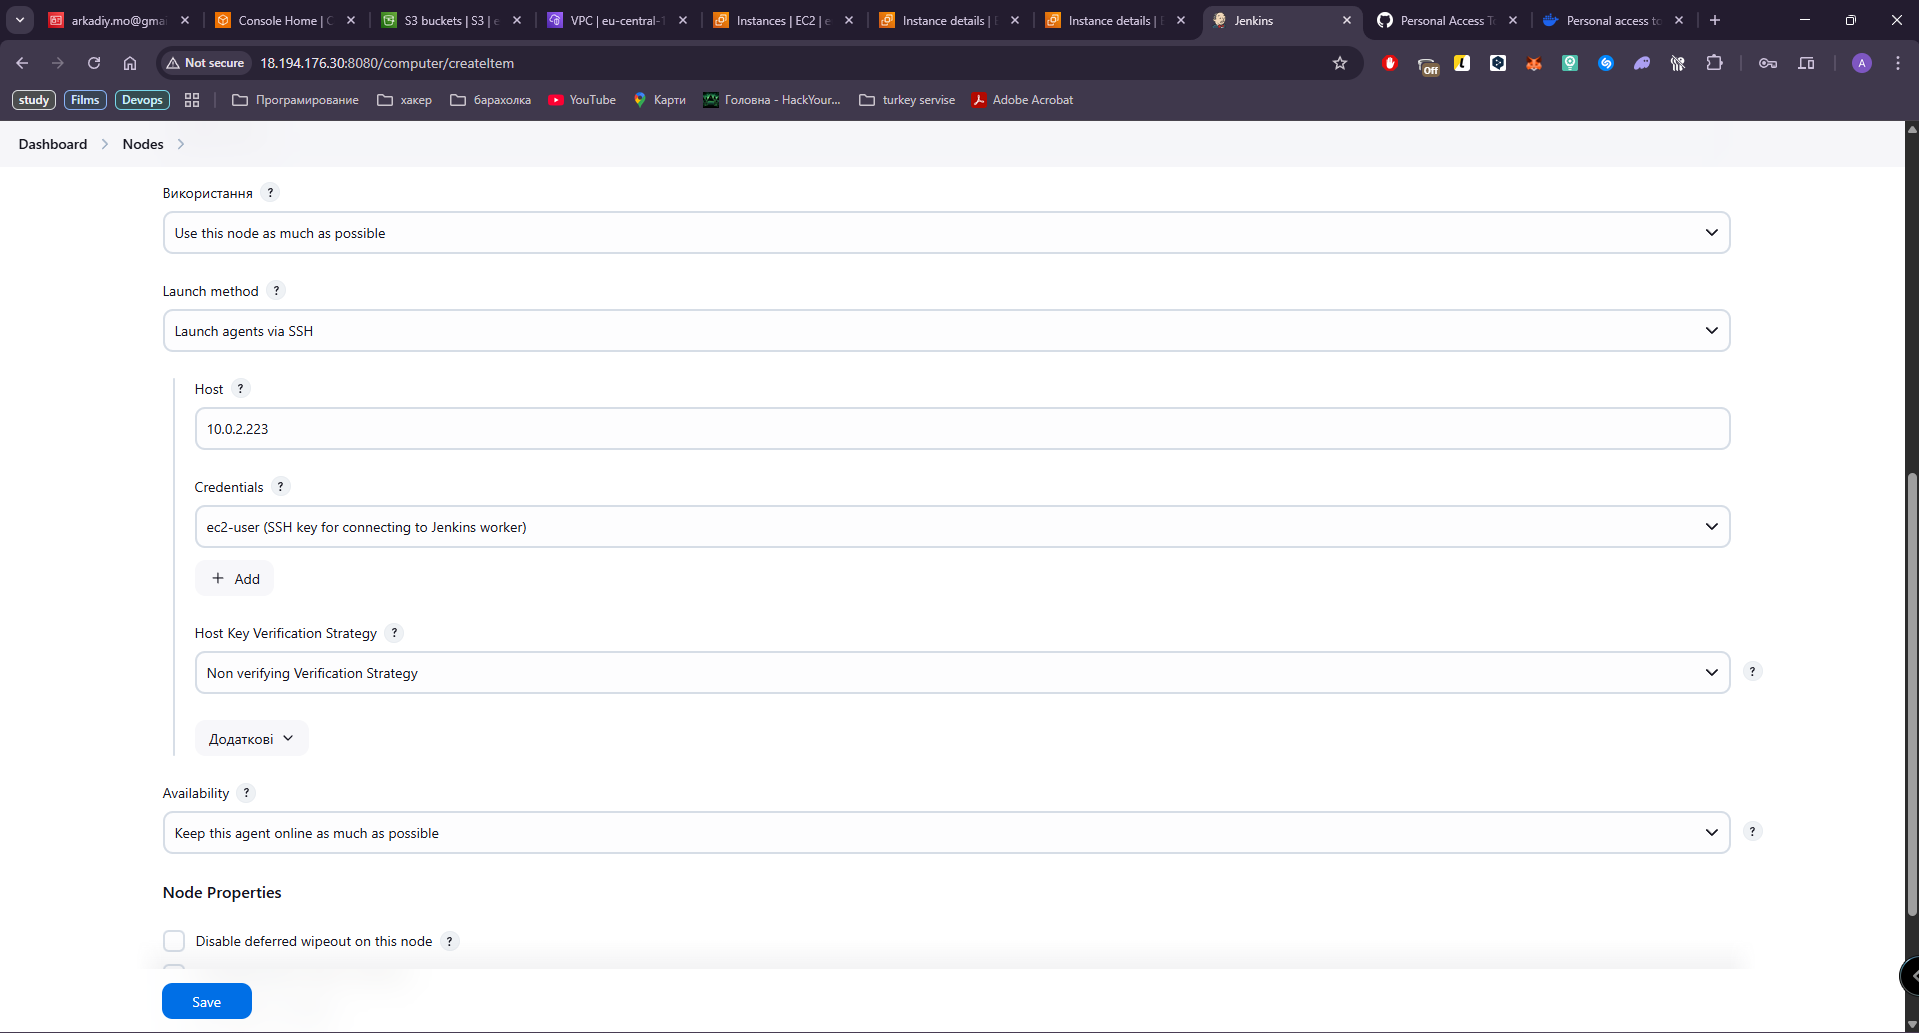 arkadiy.mo@gma
Console Home | C
S3 buckets | S3 | e
VPC | eu-central-1
Instances | EC2 | e
Instance details | E
Instance details | E
Jenkins
Personal Access T
Personal access to
Not secure
18.194.176.30:8080/computer/createItem
Off
A
study
Films
Devops
Програмирование
хакер
барахолка
YouTube
Карти
Головна - HackYour...
turkey servise
Adobe Acrobat
Dashboard
Nodes
Використання ?
Use this node as much as possible
Launch method ?
Launch agents via SSH
Host ?
10.0.2.223
Credentials ?
ec2-user (SSH key for connecting to Jenkins worker)
+ Add
Host Key Verification Strategy ?
Non verifying Verification Strategy
?
Додаткові
Availability ?
Keep this agent online as much as possible
?
Node Properties
Disable deferred wipeout on this node ?
Save